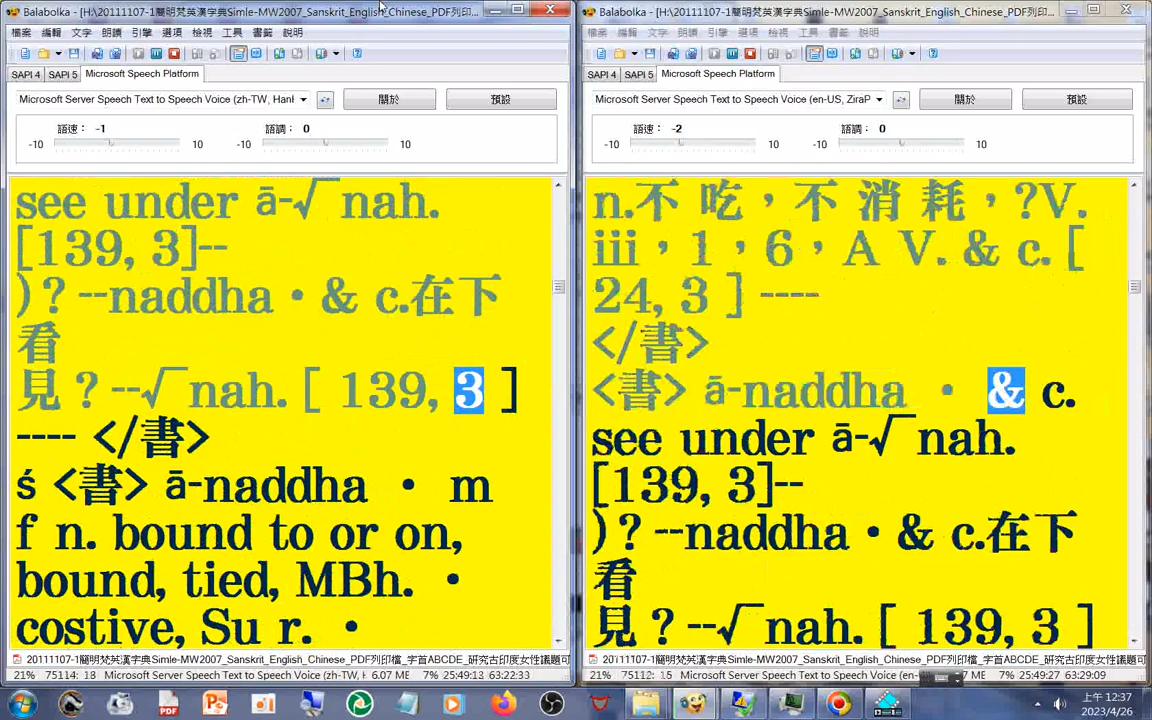 Balabolka - [H:\20111107-1簡明梵英漢字典Simle-MW2007_Sanskrit_English_Chinese_PDF列印...
檔案 編輯 文字 朗讀 引擎 選項 檢視 工具 書籤 說明
SAPI 4 SAPI 5 Microsoft Speech Platform
Microsoft Server Speech Text to Speech Voice (zh-TW, HanH
關於 預設
語速： -1 語調： 0
-10 10 -10 10
see under ā-√ nah.
[139, 3]--
)？--naddha・& c.在下
看
見？--√ nah. [ 139, 3 ]
---- </書>
ś <書> ā-naddha ・ m
f n. bound to or on,
bound, tied, MBh. ・
costive, Su r. ・
20111107-1簡明梵英漢字典Simle-MW2007_Sanskrit_English_Chinese_PDF列印檔_字首ABCDE_研究古印度女性議題可
21% 75114: 18 Microsoft Server Speech Text to Speech Voice (zh-TW, H 6.07 ME 7% 25:49:13 63:22:33
Balabolka - [H:\20111107-1簡明梵英漢字典Simle-MW2007_Sanskrit_English_Chinese_PDF列印...
檔案 編輯 文字 朗讀 引擎 選項 檢視 工具 書籤 說明
SAPI 4 SAPI 5 Microsoft Speech Platform
Microsoft Server Speech Text to Speech Voice (en-US, ZiraP
關於 預設
語速： -2 語調： 0
-10 10 -10 10
n.不 吃，不 消 耗，?V.
iii，1，6，A V. & c. [
24, 3 ] ----
</書>
<書> ā-naddha ・ & c.
see under ā-√ nah.
[139, 3]--
)？--naddha・& c.在下
看
見？--√ nah. [ 139, 3 ]
20111107-1簡明梵英漢字典Simle-MW2007_Sanskrit_English_Chinese_PDF列印檔_字首ABCDE_研究古印度女性議題可
21% 75112: 15 Microsoft Server Speech Text to Speech Voice 7% 25:49:27 63:29:09
上午 12:37
2023/4/26